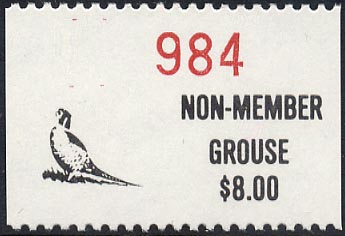 984
NON-MEMBER
GROUSE
$8.00